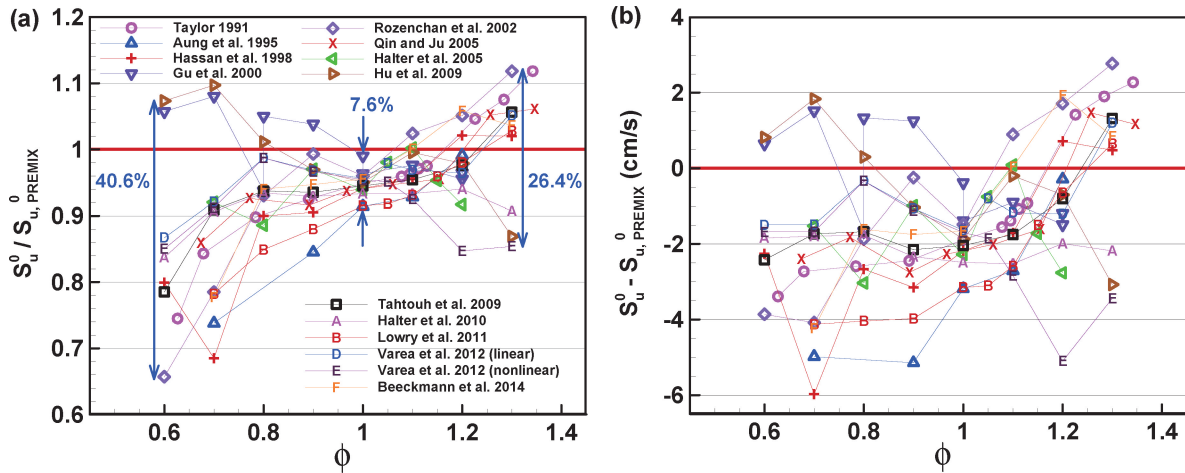 (a)
1.2
1.1
1
0.9
0.8
0.7
0.6
S_u^0 / S_{u, PREMIX}^0
0.6 0.8 1 1.2 1.4
ϕ
Taylor 1991
Aung et al. 1995
Hassan et al. 1998
Gu et al. 2000
Rozenchan et al. 2002
Qin and Ju 2005
Halter et al. 2005
Hu et al. 2009
7.6%
40.6%
26.4%
Tahtouh et al. 2009
A Halter et al. 2010
B Lowry et al. 2011
D Varea et al. 2012 (linear)
E Varea et al. 2012 (nonlinear)
F Beeckmann et al. 2014
(b)
4
2
0
-2
-4
-6
S_u^0 - S_{u, PREMIX}^0 (cm/s)
0.6 0.8 1 1.2 1.4
ϕ